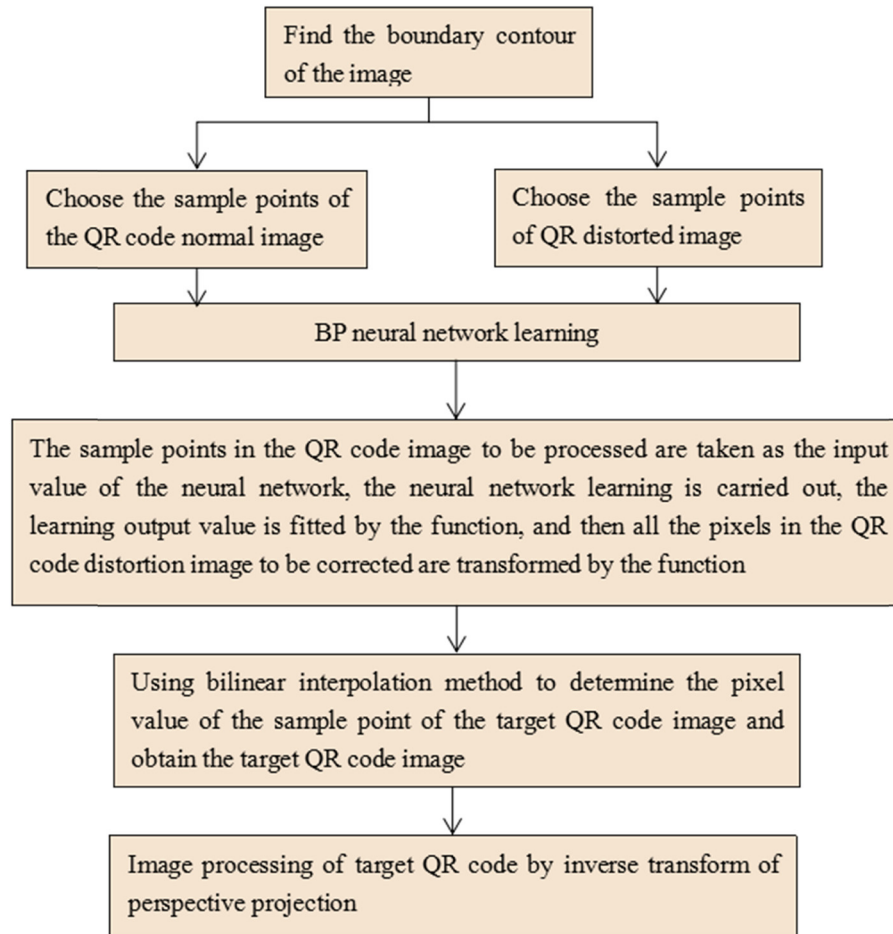 Find the boundary contour
of the image
Choose the sample points of
the QR code normal image
Choose the sample points
of QR distorted image
BP neural network learning
The sample points in the QR code image to be processed are taken as the input
value of the neural network, the neural network learning is carried out, the
learning output value is fitted by the function, and then all the pixels in the QR
code distortion image to be corrected are transformed by the function
Using bilinear interpolation method to determine the pixel
value of the sample point of the target QR code image and
obtain the target QR code image
Image processing of target QR code by inverse transform of
perspective projection